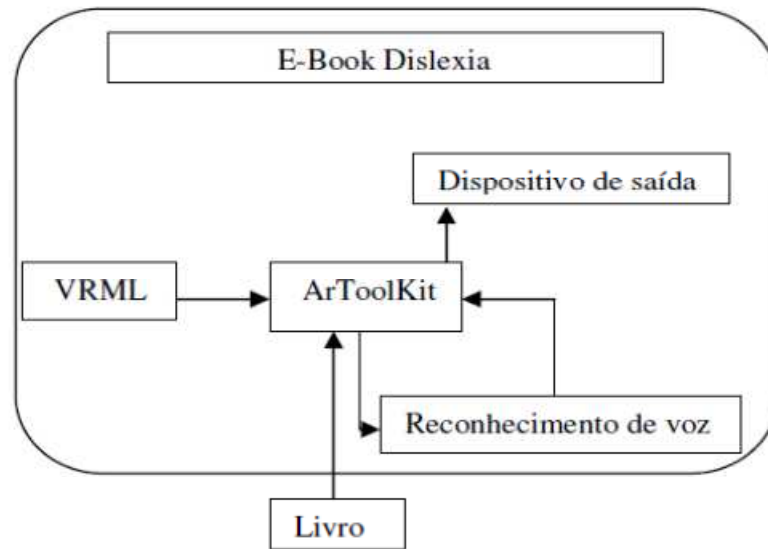 E-Book Dislexia
Dispositivo de saída
VRML
ArToolKit
Reconhecimento de voz
Livro